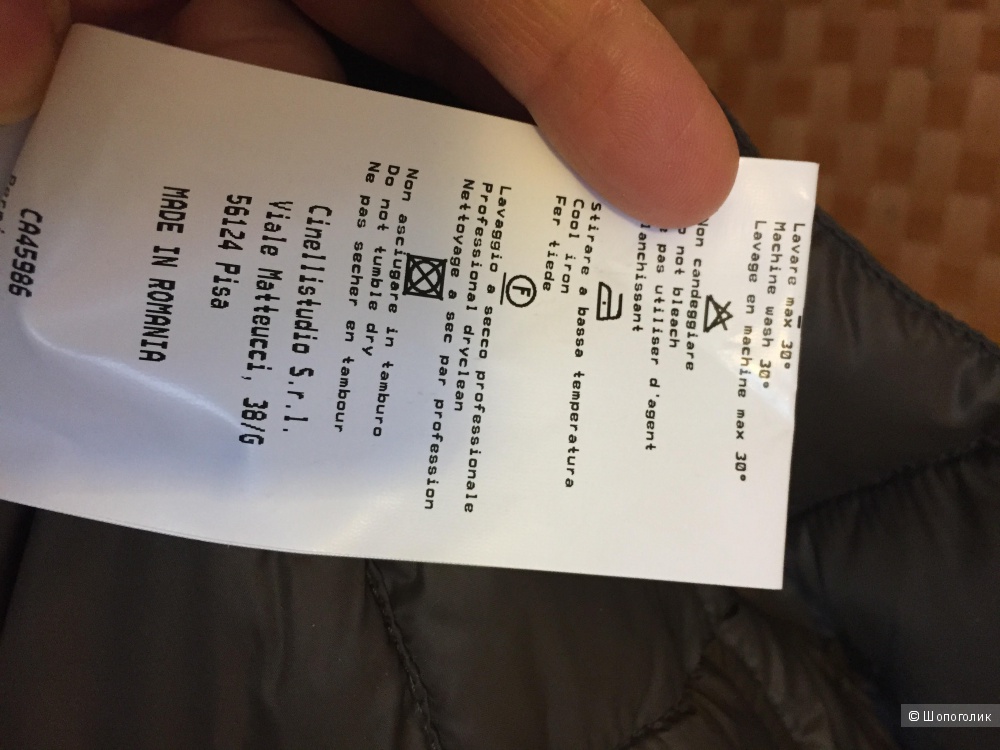 Lavare max 30°
Machine wash 30°
Lavage en machine max 30°
Non candeggiare
not bleach
pas utiliser d'agent
lanchissant
Stirare a bassa temperatura
Cool iron
Fer tiede
F
Lavaggio a secco professionale
Professional dryclean
Nettoyage a sec par profession
Non asciugare in tamburo
Do not tumble dry
Ne pas secher en tambour
Cinellistudio S.r.l.
Viale Matteucci, 38/G
56124 Pisa
MADE IN ROMANIA
CA45986
© Шопоголик